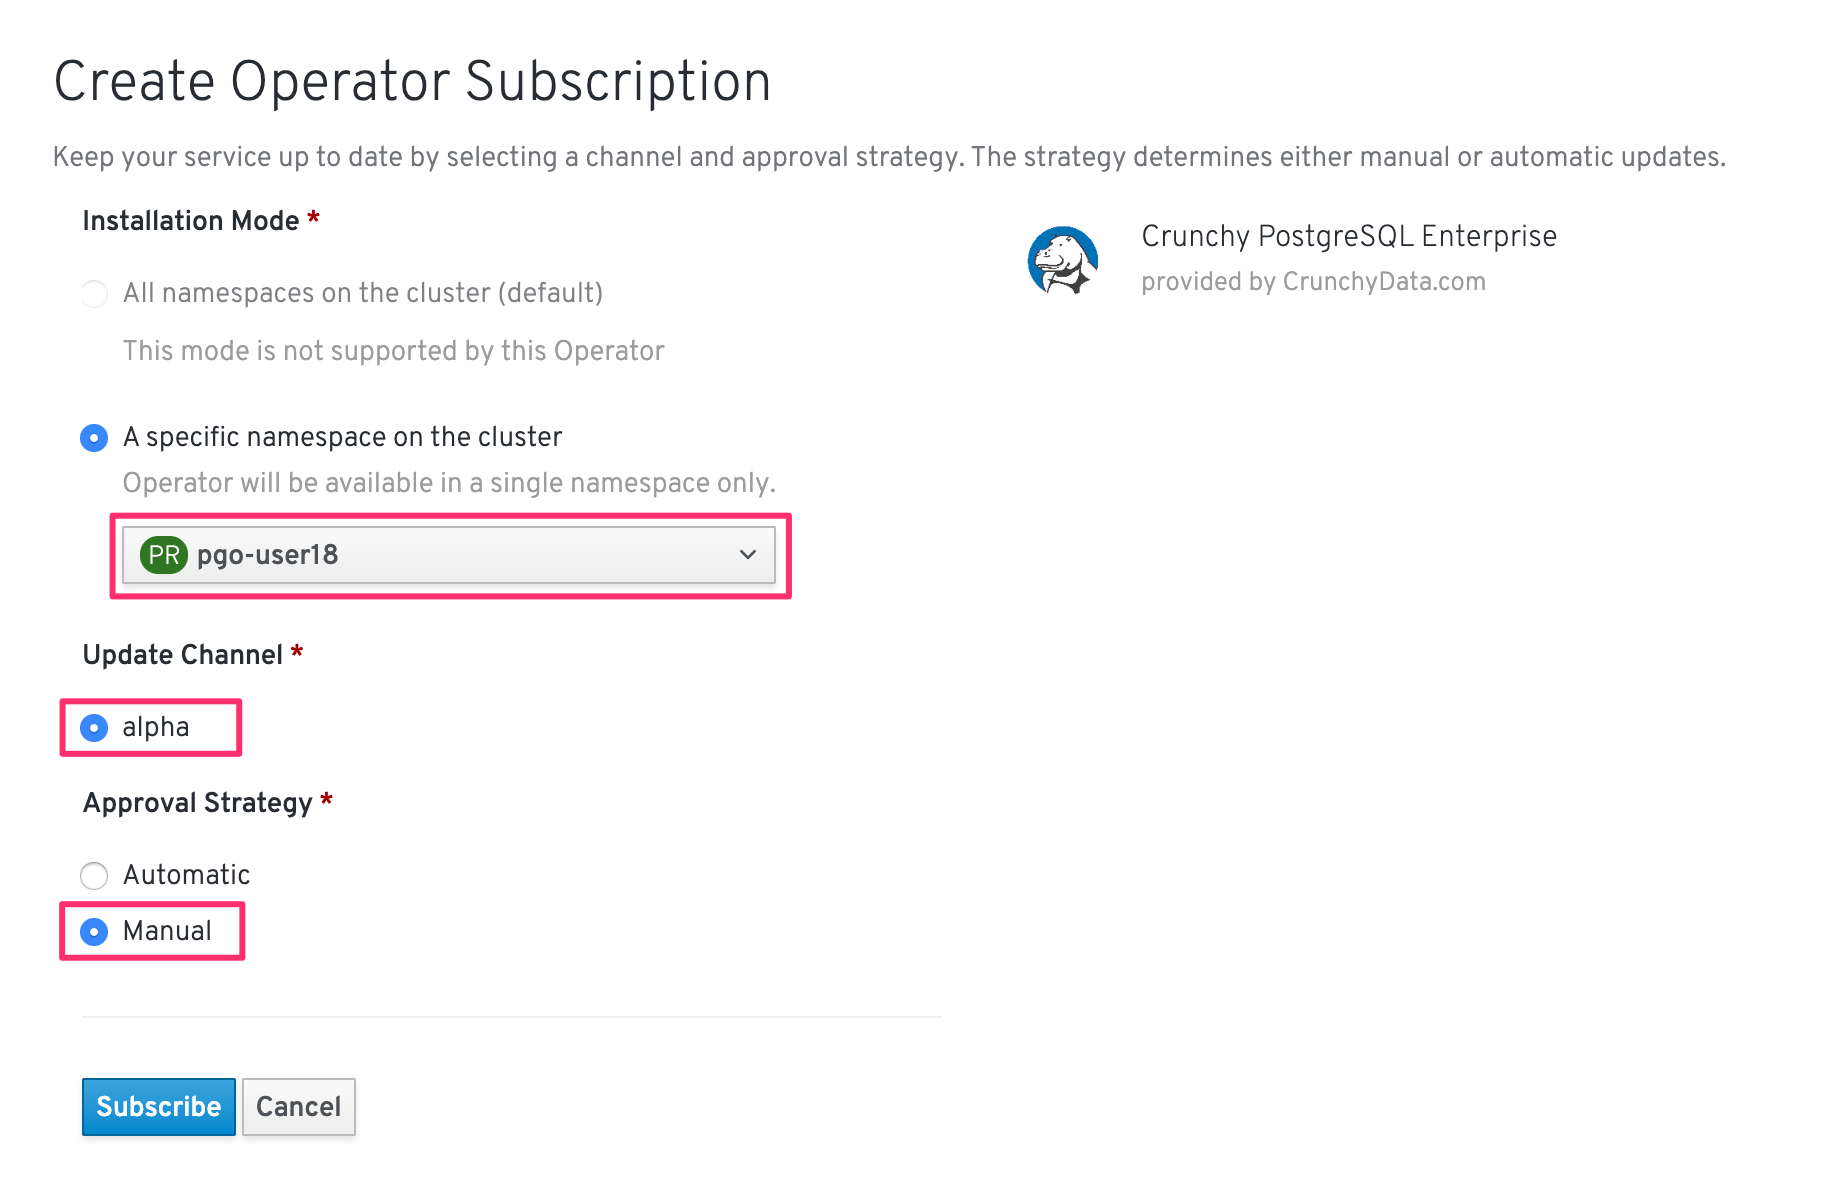 Create Operator Subscription
Keep your service up to date by selecting a channel and approval strategy. The strategy determines either manual or automatic updates.
Installation Mode *
All namespaces on the cluster (default)
This mode is not supported by this Operator
A specific namespace on the cluster
Operator will be available in a single namespace only.
PR pgo-user18
Update Channel *
alpha
Approval Strategy *
Automatic
Manual
Subscribe Cancel
Crunchy PostgreSQL Enterprise
provided by CrunchyData.com